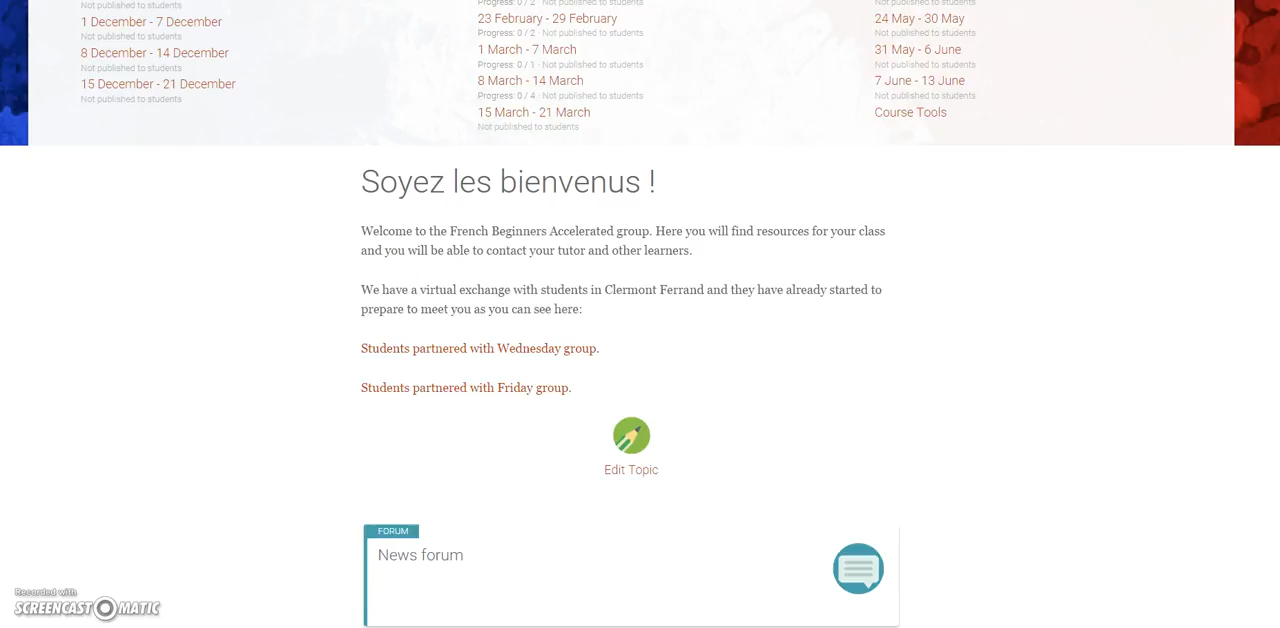 Not published to students
1 December - 7 December
Not published to students
8 December - 14 December
Not published to students
15 December - 21 December
Not published to students
Progress: 0 / 2 · Not published to students
23 February - 29 February
Progress: 0 / 2 · Not published to students
1 March - 7 March
Progress: 0 / 1 · Not published to students
8 March - 14 March
Progress: 0 / 4 · Not published to students
15 March - 21 March
Not published to students
Not published to students
24 May - 30 May
Not published to students
31 May - 6 June
Not published to students
7 June - 13 June
Not published to students
Course Tools
Soyez les bienvenus !
Welcome to the French Beginners Accelerated group. Here you will find resources for your class
and you will be able to contact your tutor and other learners.
We have a virtual exchange with students in Clermont Ferrand and they have already started to
prepare to meet you as you can see here:
Students partnered with Wednesday group.
Students partnered with Friday group.
Edit Topic
FORUM
News forum
Recorded with
SCREENCAST-O-MATIC